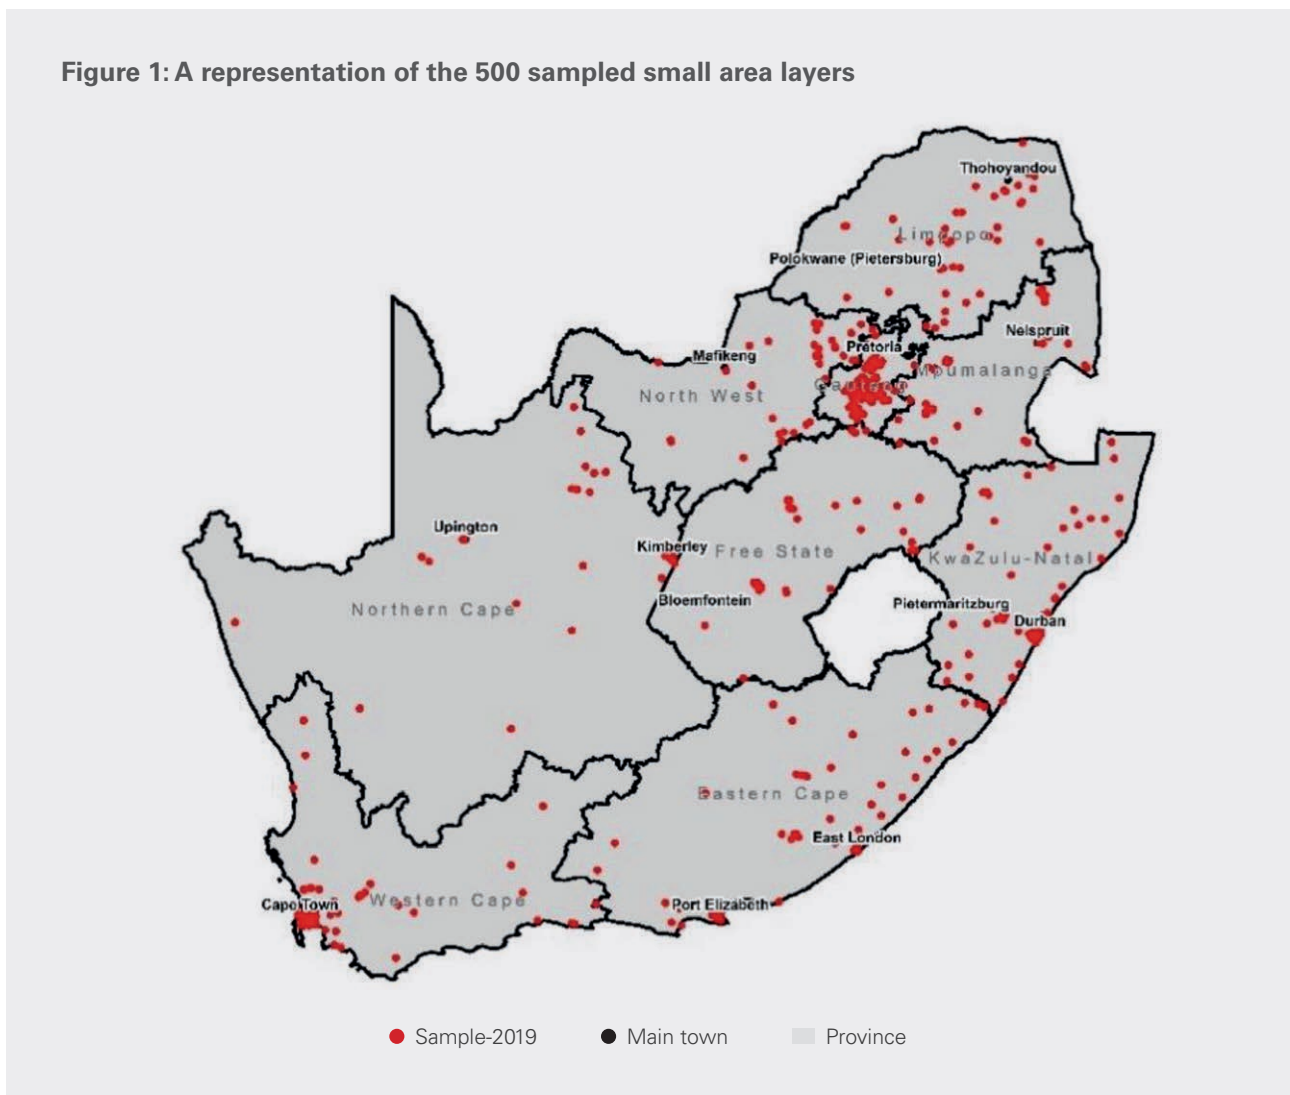 Figure 1: A representation of the 500 sampled small area layers
Thohoyandou
Limpopo
Polokwane (Pietersburg)
Nelspruit
Pretoria
Mafikeng
Mpumalanga
Gauteng
North West
Upington
Kimberley
Free State
KwaZulu-Natal
Bloemfontein
Pietermaritzburg
Northern Cape
Durban
Eastern Cape
East London
Western Cape
Cape Town
Port Elizabeth
Sample-2019
Main town
Province